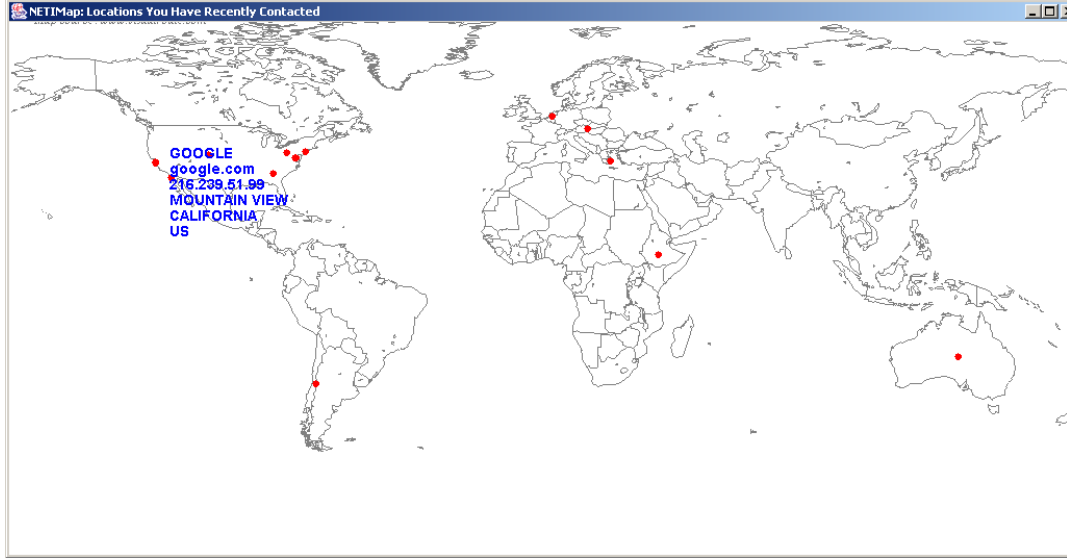 NETIMap: Locations You Have Recently Contacted
GOOGLE
google.com
216.239.51.99
MOUNTAIN VIEW
CALIFORNIA
US